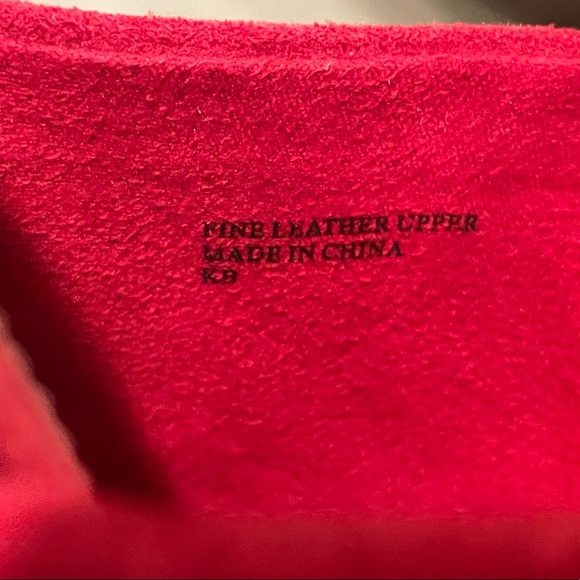 FINE LEATHER UPPER
MADE IN CHINA
KB